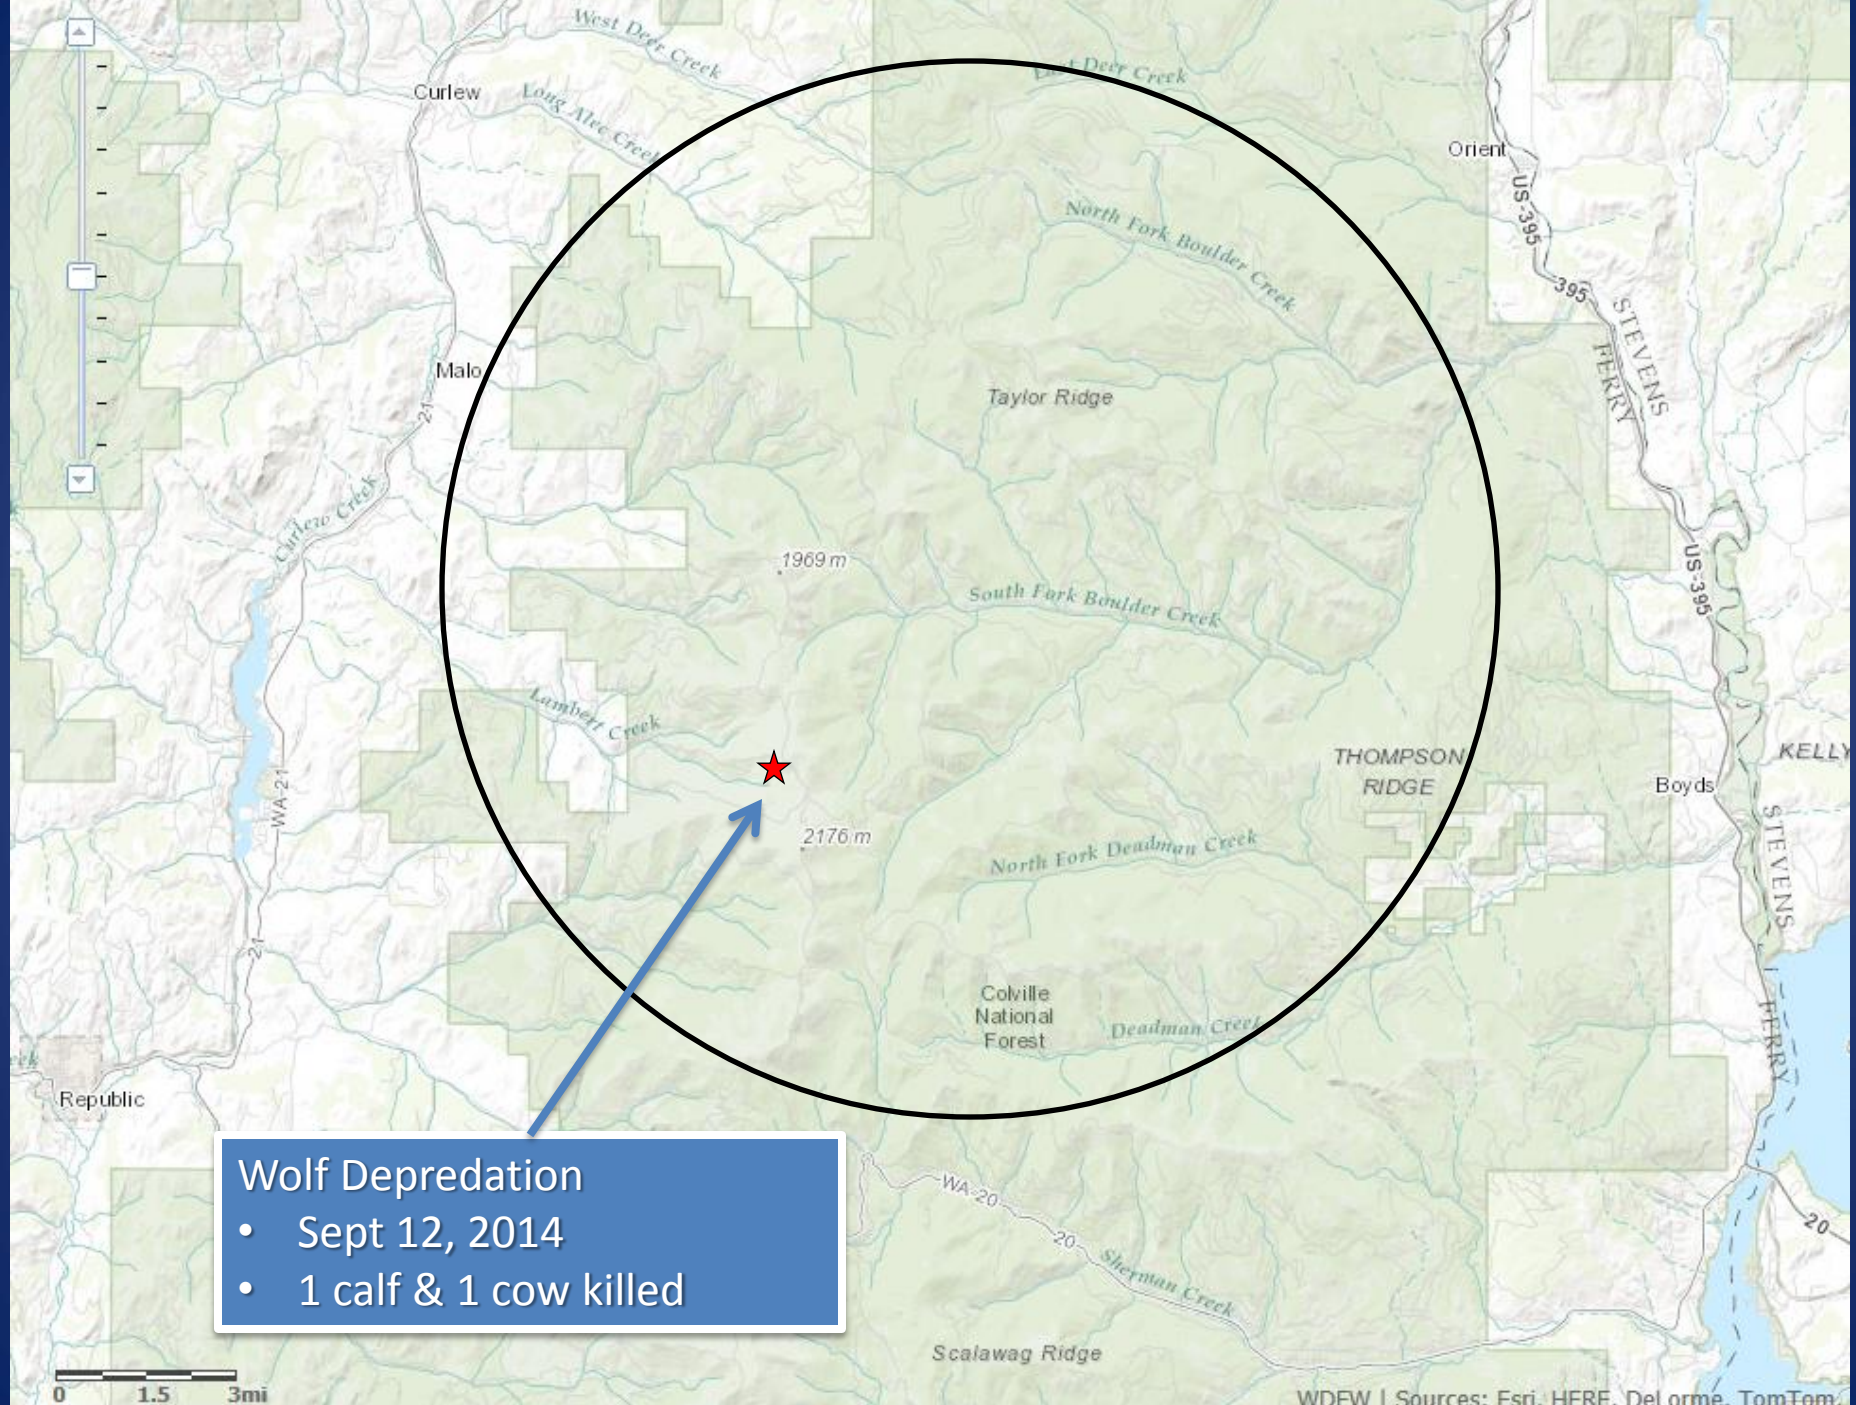 West Deer Creek
East Deer Creek
Curlew
Long Alec Creek
Orient
US-395
North Fork Boulder Creek
395
STEVENS
FERRY
Malo
21
Taylor Ridge
Curlew Creek
1969 m
US-395
South Fork Boulder Creek
Lambert Creek
THOMPSON
RIDGE
KELLY
Boyds
WA-21
2176 m
North Fork Deadman Creek
STEVENS
21
Colville
National
Forest
Deadman Creek
FERRY
Republic
Wolf Depredation
• Sept 12, 2014
• 1 calf & 1 cow killed
WA-20
20
20
Sherman Creek
Scalawag Ridge
0 1.5 3mi
WDFW | Sources: Esri, HERE, DeLorme, TomTom,